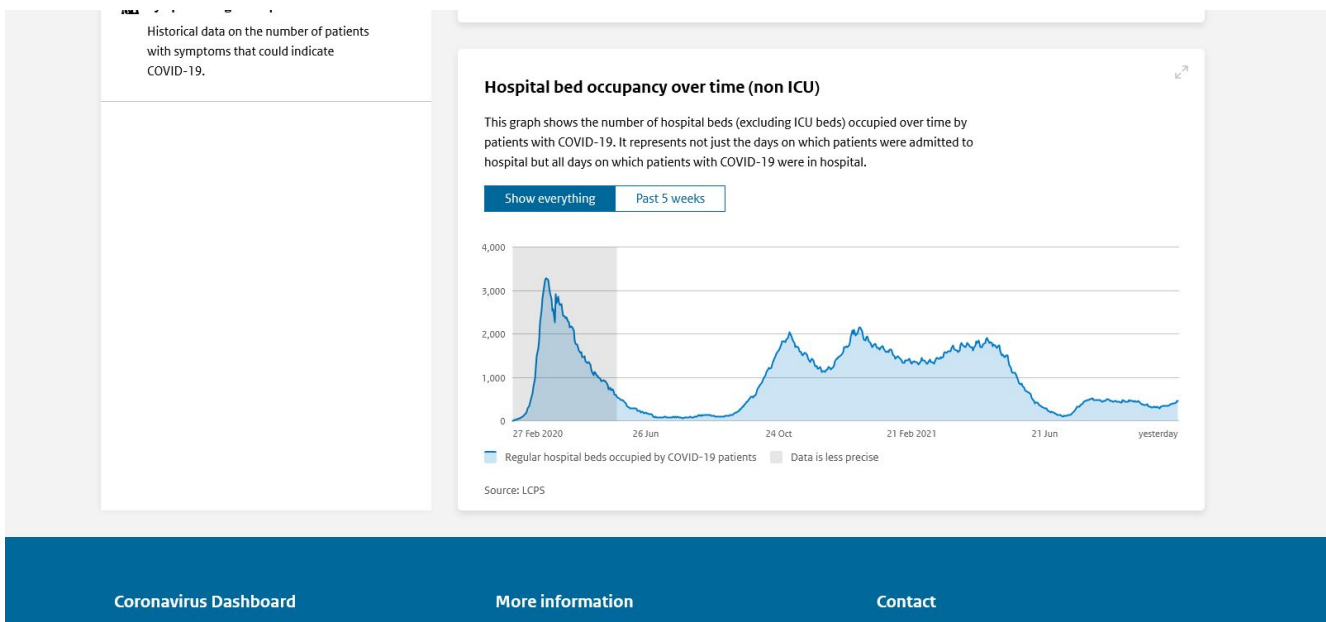 Historical data on the number of patients
with symptoms that could indicate
COVID-19.
Hospital bed occupancy over time (non ICU)
This graph shows the number of hospital beds (excluding ICU beds) occupied over time by
patients with COVID-19. It represents not just the days on which patients were admitted to
hospital but all days on which patients with COVID-19 were in hospital.
Show everything Past 5 weeks
4,000
3,000
2,000
1,000
0
27 Feb 2020 26 Jun 24 Oct 21 Feb 2021 21 Jun yesterday
Regular hospital beds occupied by COVID-19 patients Data is less precise
Source: LCPS
Coronavirus Dashboard More information Contact